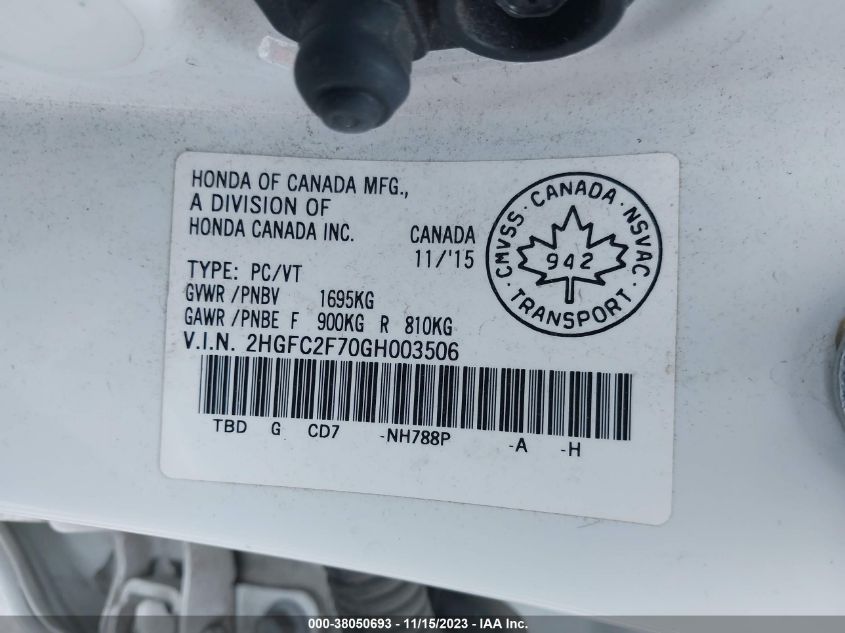 HONDA OF CANADA MFG.,
A DIVISION OF
HONDA CANADA INC.
CANADA
11/'15
TYPE: PC/VT
GVWR /PNBV 1695KG
GAWR /PNBE F 900KG R 810KG
V.I.N. 2HGFC2F70GH003506
TBD G CD7 -NH788P -A -H
CMVSS · CANADA · NSVAC
942
· TRANSPORT ·
000-38050693 - 11/15/2023 - IAA Inc.